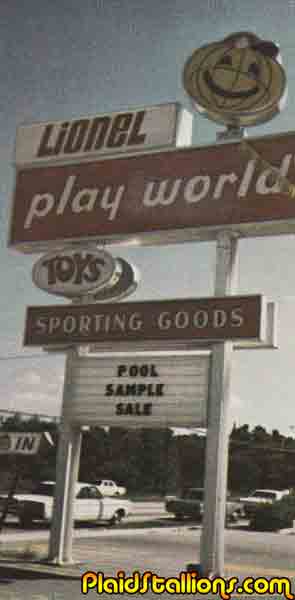 Lionel
play world
TOYS
SPORTING GOODS
POOL
SAMPLE
SALE
IN
PlaidStallions.com